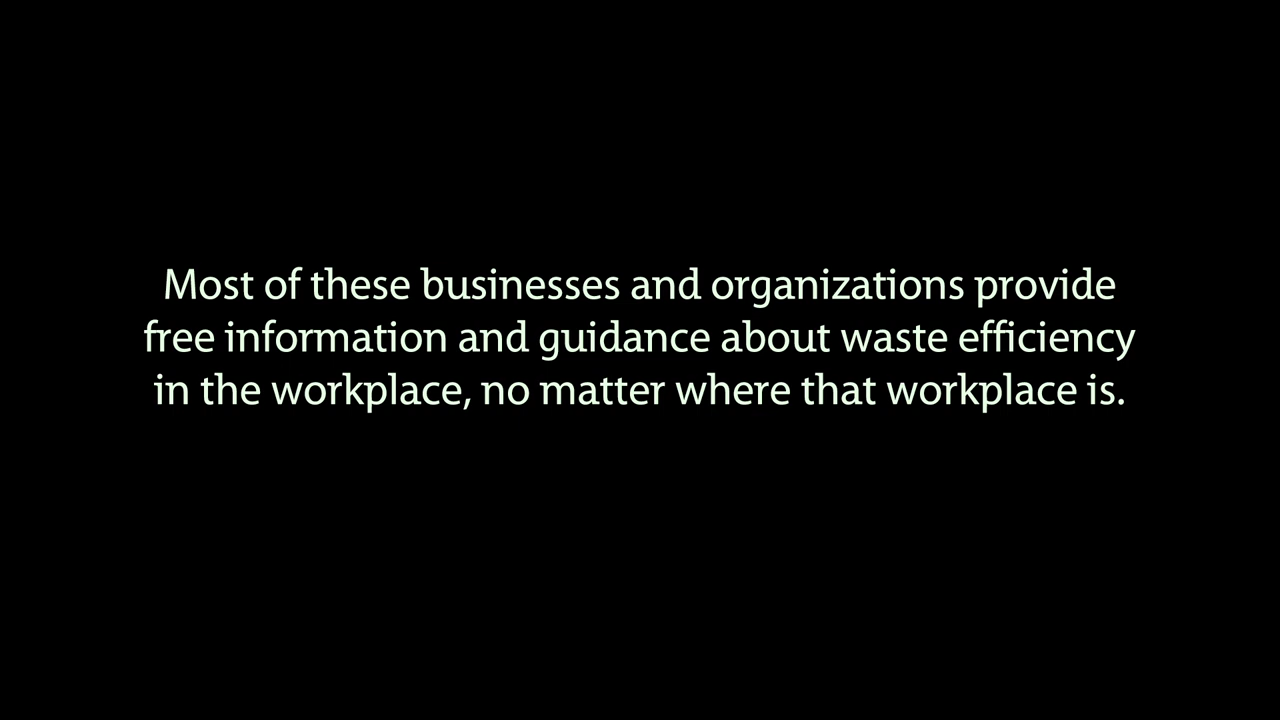 Most of these businesses and organizations provide
free information and guidance about waste efficiency
in the workplace, no matter where that workplace is.